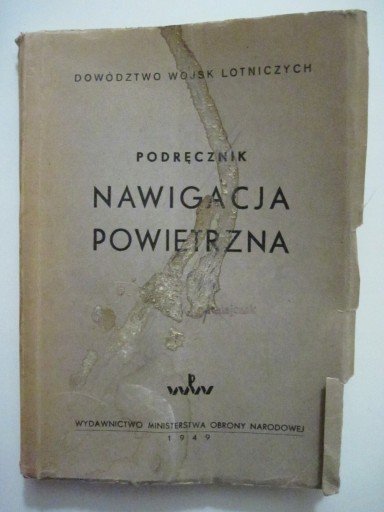 DOWÓDZTWO WOJSK LOTNICZYCH
PODRĘCZNIK
NAWIGACJA
POWIETRZNA
WYDAWNICTWO MINISTERSTWA OBRONY NARODOWEJ
1949